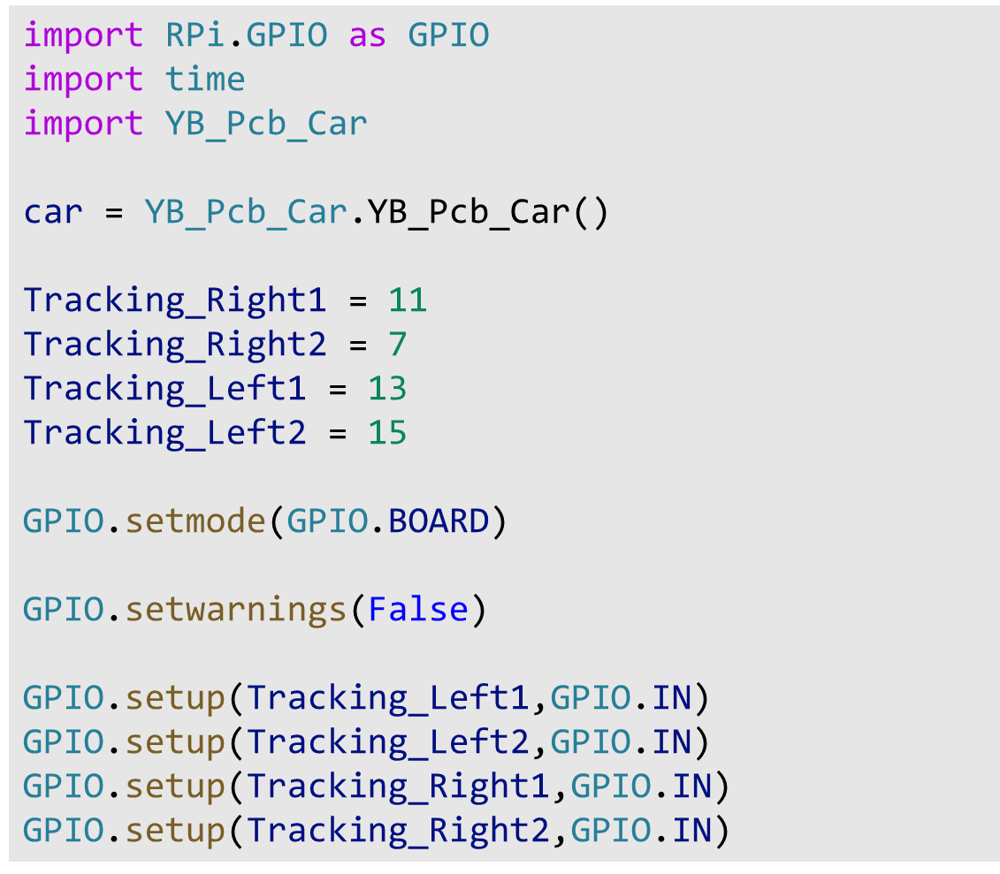 import RPi.GPIO as GPIO
import time
import YB_Pcb_Car
car = YB_Pcb_Car.YB_Pcb_Car()
Tracking_Right1 = 11
Tracking_Right2 = 7
Tracking_Left1 = 13
Tracking_Left2 = 15
GPIO.setmode(GPIO.BOARD)
GPIO.setwarnings(False)
GPIO.setup(Tracking_Left1,GPIO.IN)
GPIO.setup(Tracking_Left2,GPIO.IN)
GPIO.setup(Tracking_Right1,GPIO.IN)
GPIO.setup(Tracking_Right2,GPIO.IN)